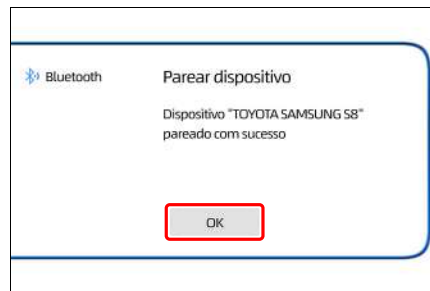 Bluetooth
Parear dispositivo
Dispositivo "TOYOTA SAMSUNG S8"
pareado com sucesso
OK